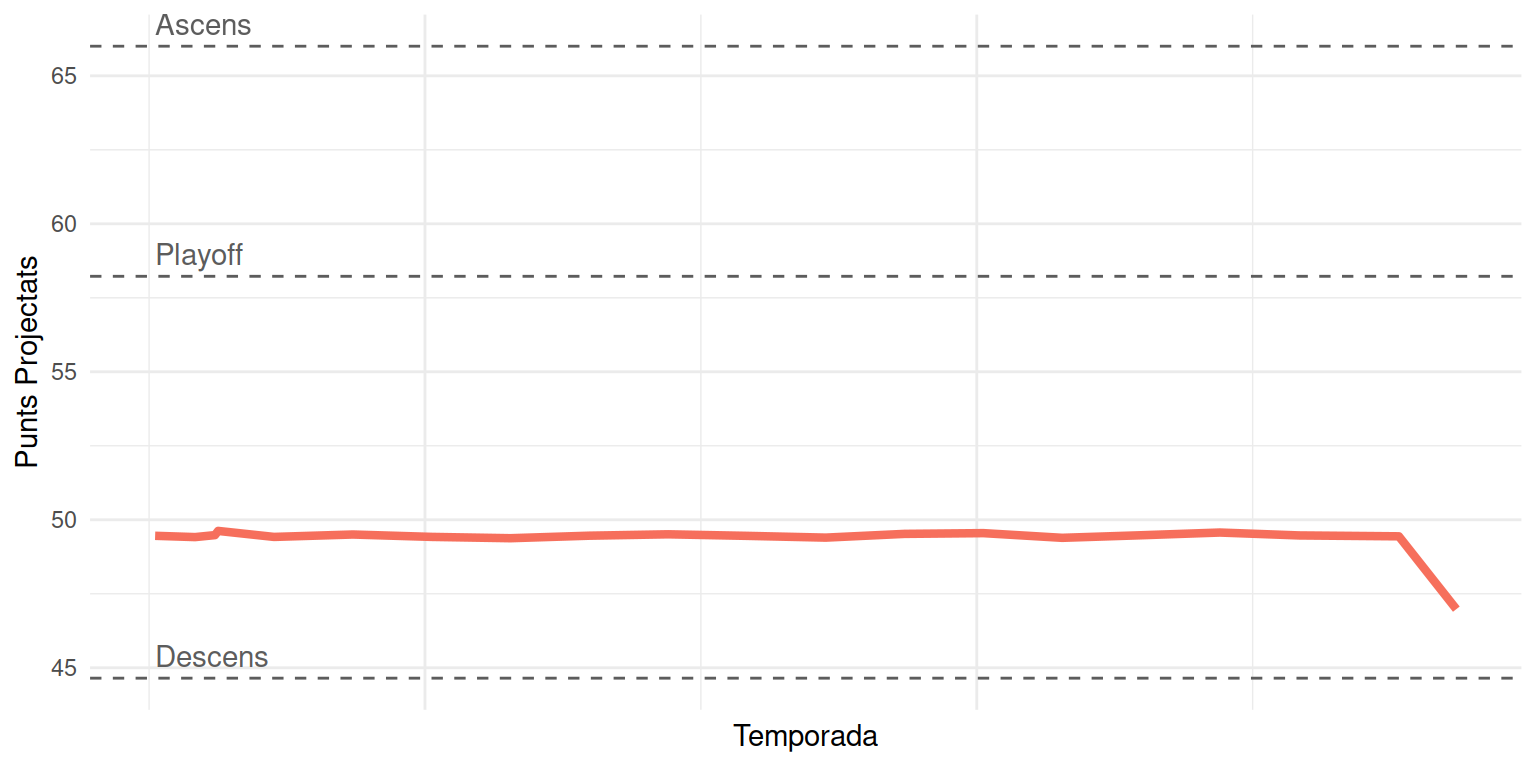 Ascens
65
60
Playoff
55
50
Descens
45
Punts Projectats
Temporada